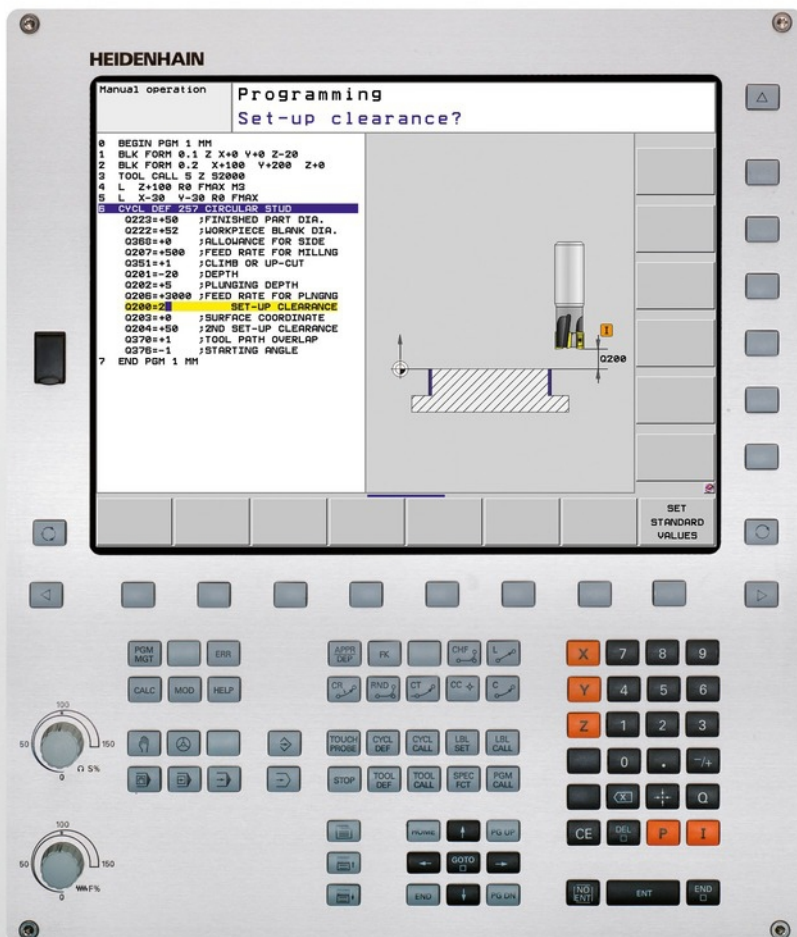 HEIDENHAIN
Manual operation
Programming
Set-up clearance?
0 BEGIN PGM 1 MM
1 BLK FORM 0.1 Z X+0 Y+0 Z-20
2 BLK FORM 0.2 X+100 Y+200 Z+0
3 TOOL CALL 5 Z S2000
4 L Z+100 R0 FMAX M3
5 L X-30 Y-30 R0 FMAX
6 CYCL DEF 257 CIRCULAR STUD
Q223=+50 ;FINISHED PART DIA.
Q222=+52 ;WORKPIECE BLANK DIA.
Q368=+0 ;ALLOWANCE FOR SIDE
Q207=+500 ;FEED RATE FOR MILLNG
Q351=+1 ;CLIMB OR UP-CUT
Q201=-20 ;DEPTH
Q202=+5 ;PLUNGING DEPTH
Q206=+3000 ;FEED RATE FOR PLNGNG
Q200=2 SET-UP CLEARANCE
Q203=+0 ;SURFACE COORDINATE
Q204=+50 ;2ND SET-UP CLEARANCE
Q370=+1 ;TOOL PATH OVERLAP
Q376=-1 ;STARTING ANGLE
7 END PGM 1 MM
I
Q200
SET
STANDARD
VALUES
PGM MGT
ERR
APPR DEP
FK
CHF
L
X
7
8
9
CALC
MOD
HELP
CR
RND
CT
CC
C
Y
4
5
6
TOUCH PROBE
CYCL DEF
CYCL CALL
LBL SET
LBL CALL
Z
1
2
3
STOP
TOOL DEF
TOOL CALL
SPEC FCT
PGM CALL
0
.
-/+
X
Q
100
50
150
0
S%
HOME
PG UP
CE
DEL
P
I
GOTO
END
PG DN
NO ENT
ENT
END
100
50
150
0
F%